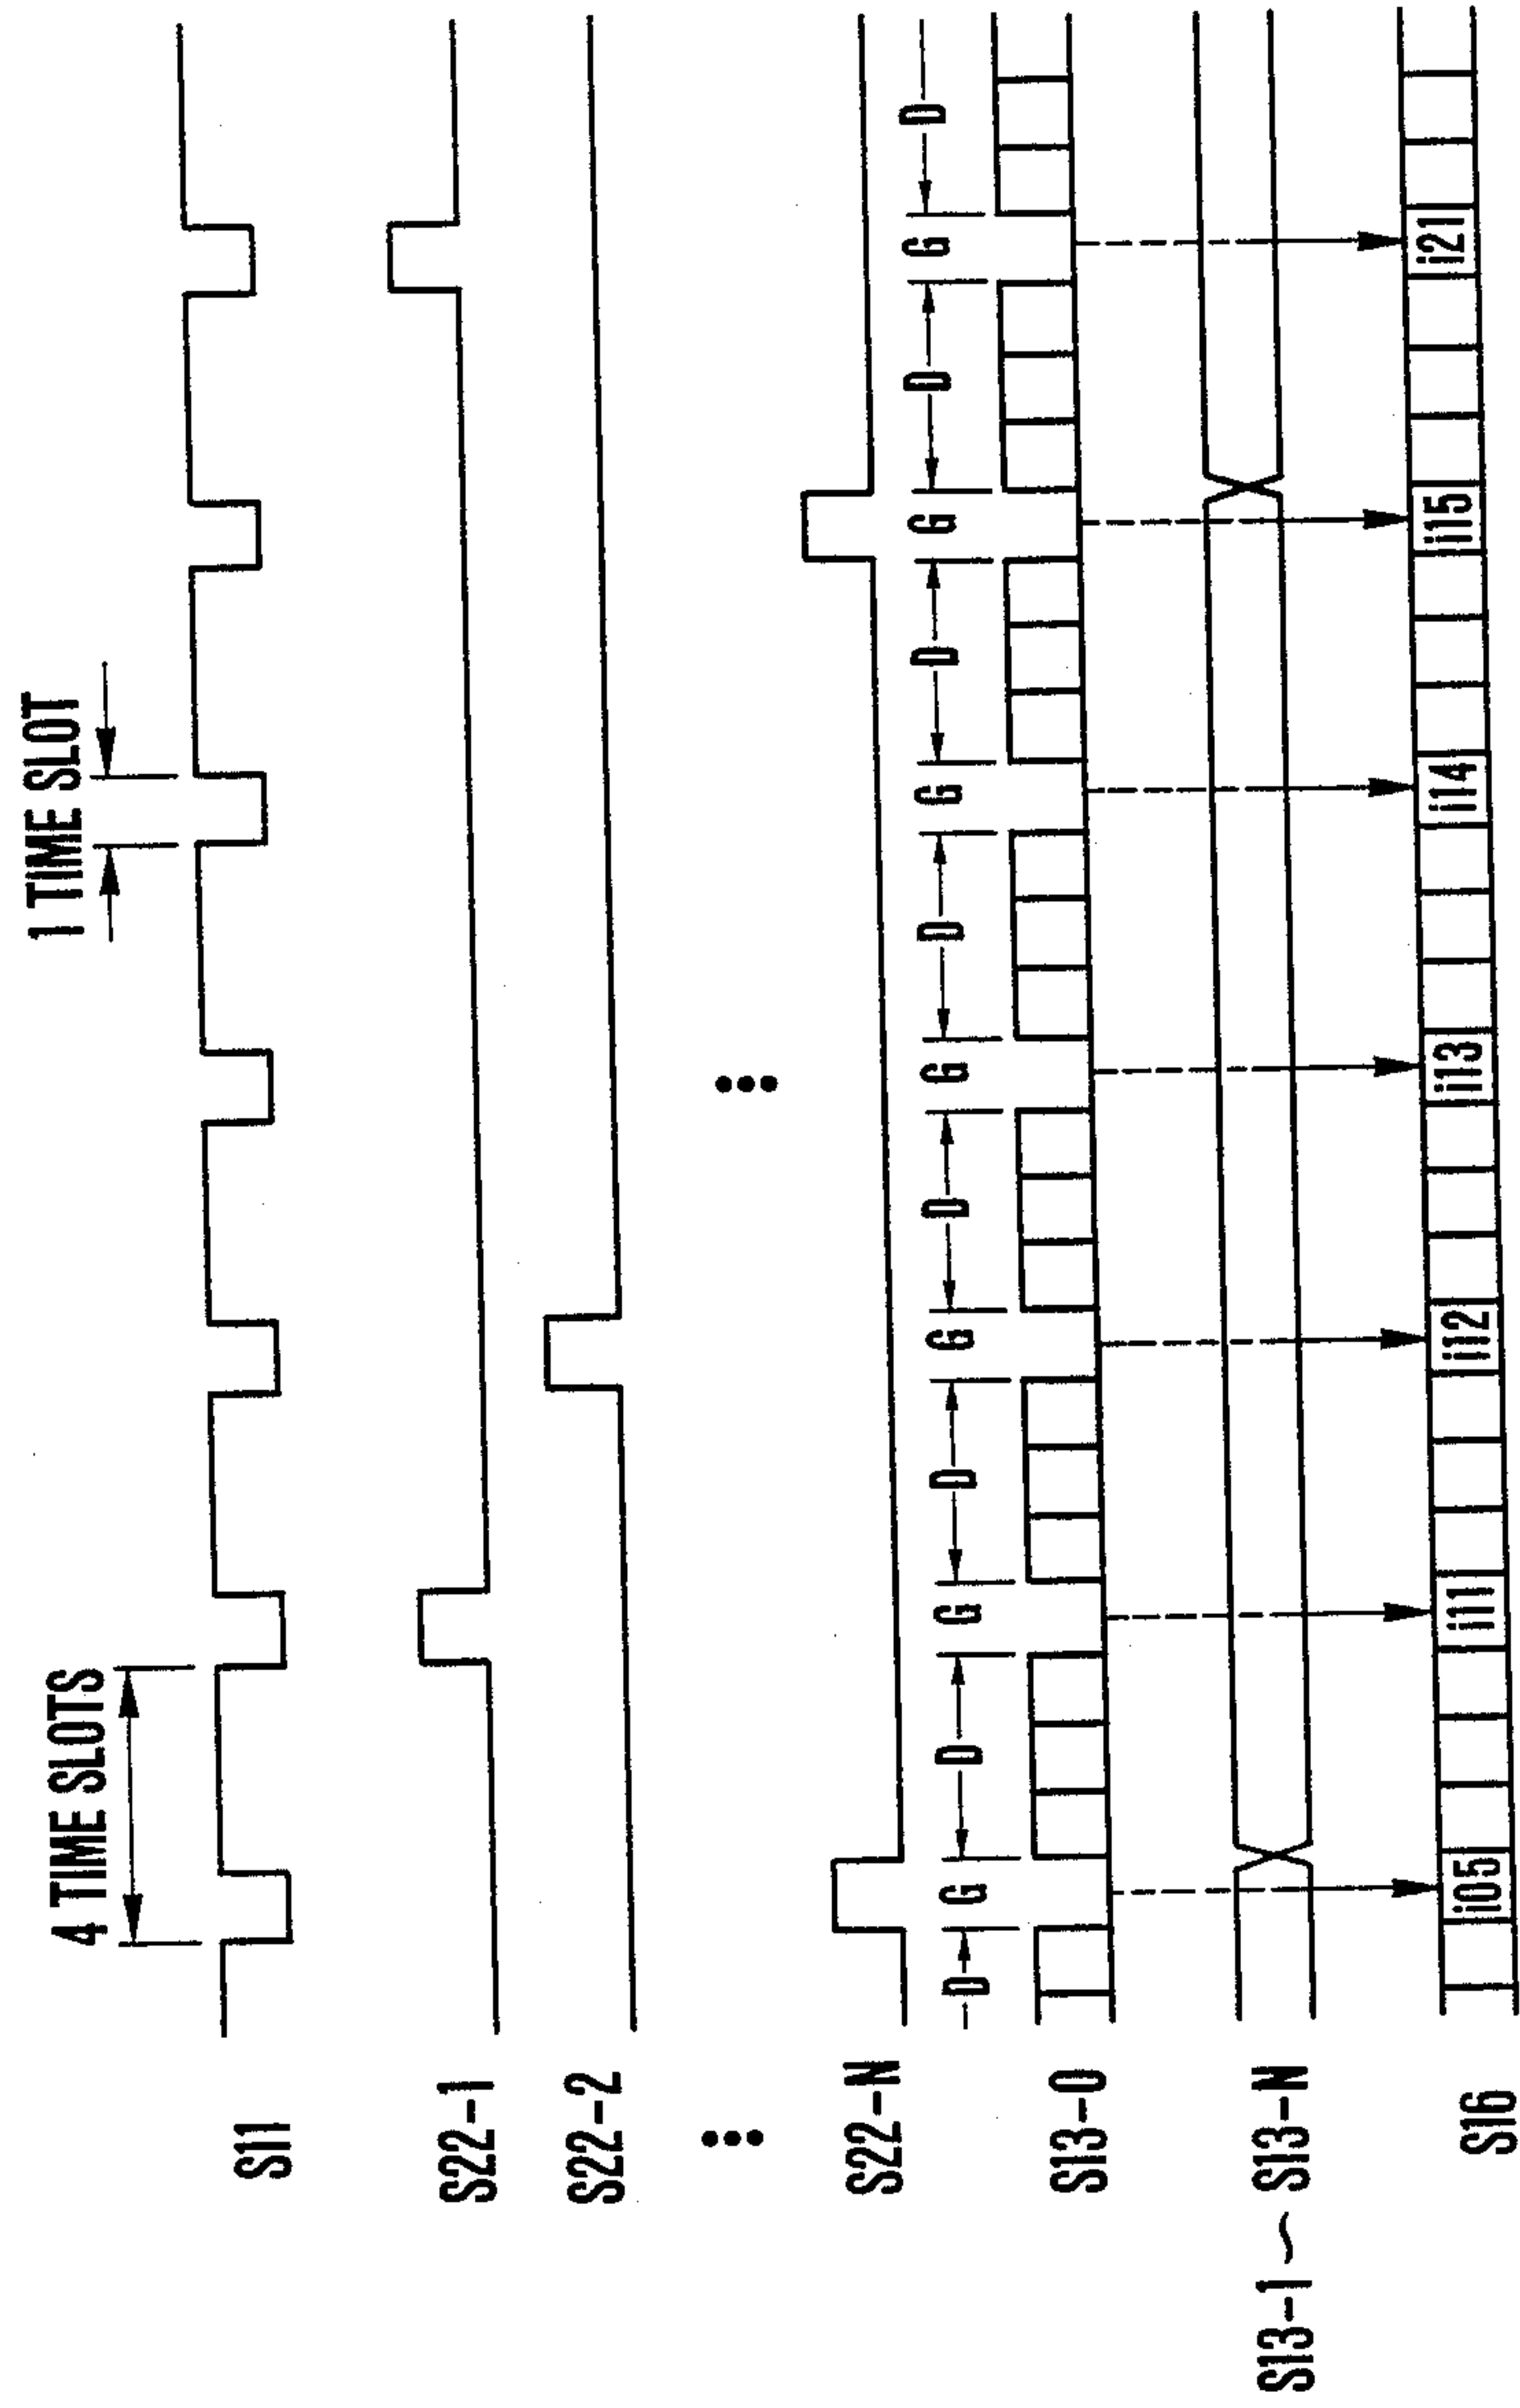 4 TIME SLOTS 1 TIME SLOT
S11
S22-1
S22-2
S22-N
D G D G D G D G D G D G D G D
S13-0
S13-1 ~ S13-N
S16 i05 i11 i12 i13 i14 i15 i21